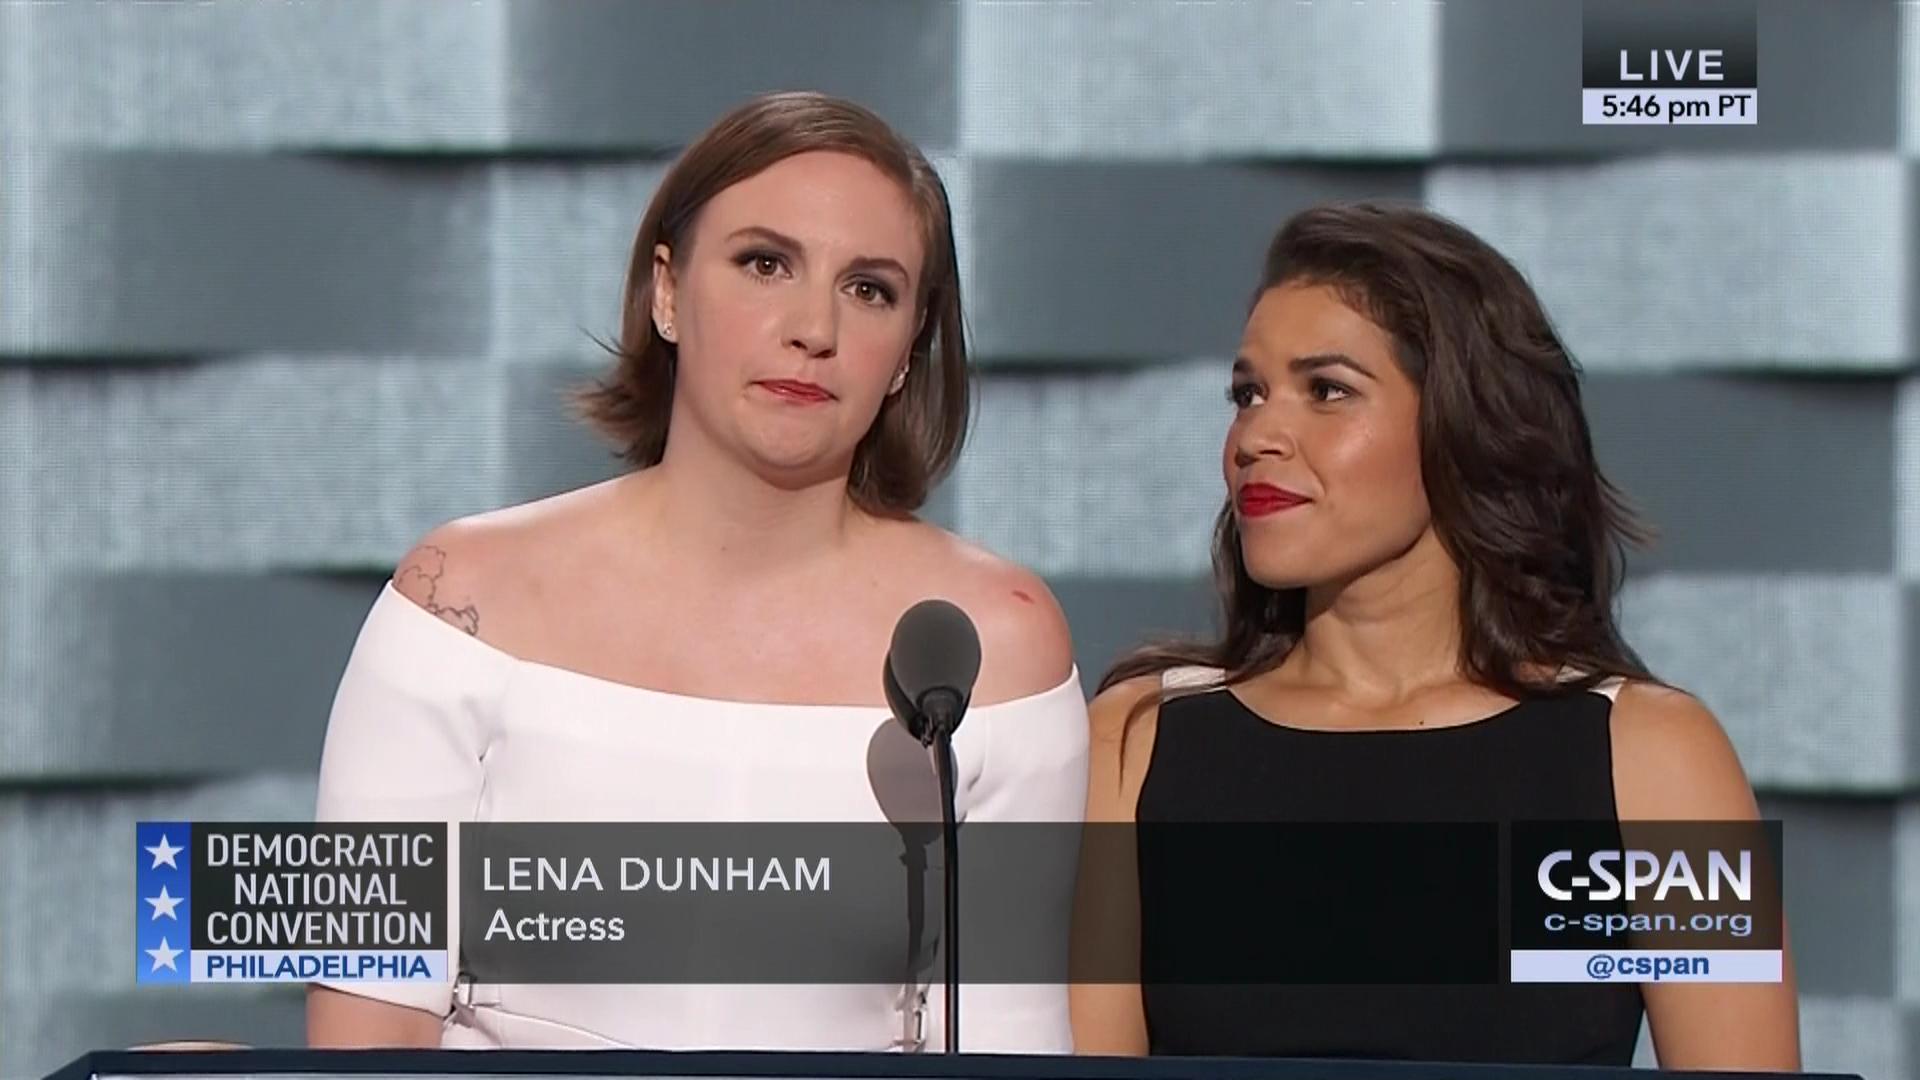 LIVE
5:46 pm PT
DEMOCRATIC
NATIONAL
CONVENTION
PHILADELPHIA
LENA DUNHAM
Actress
C-SPAN
c-span.org
@cspan